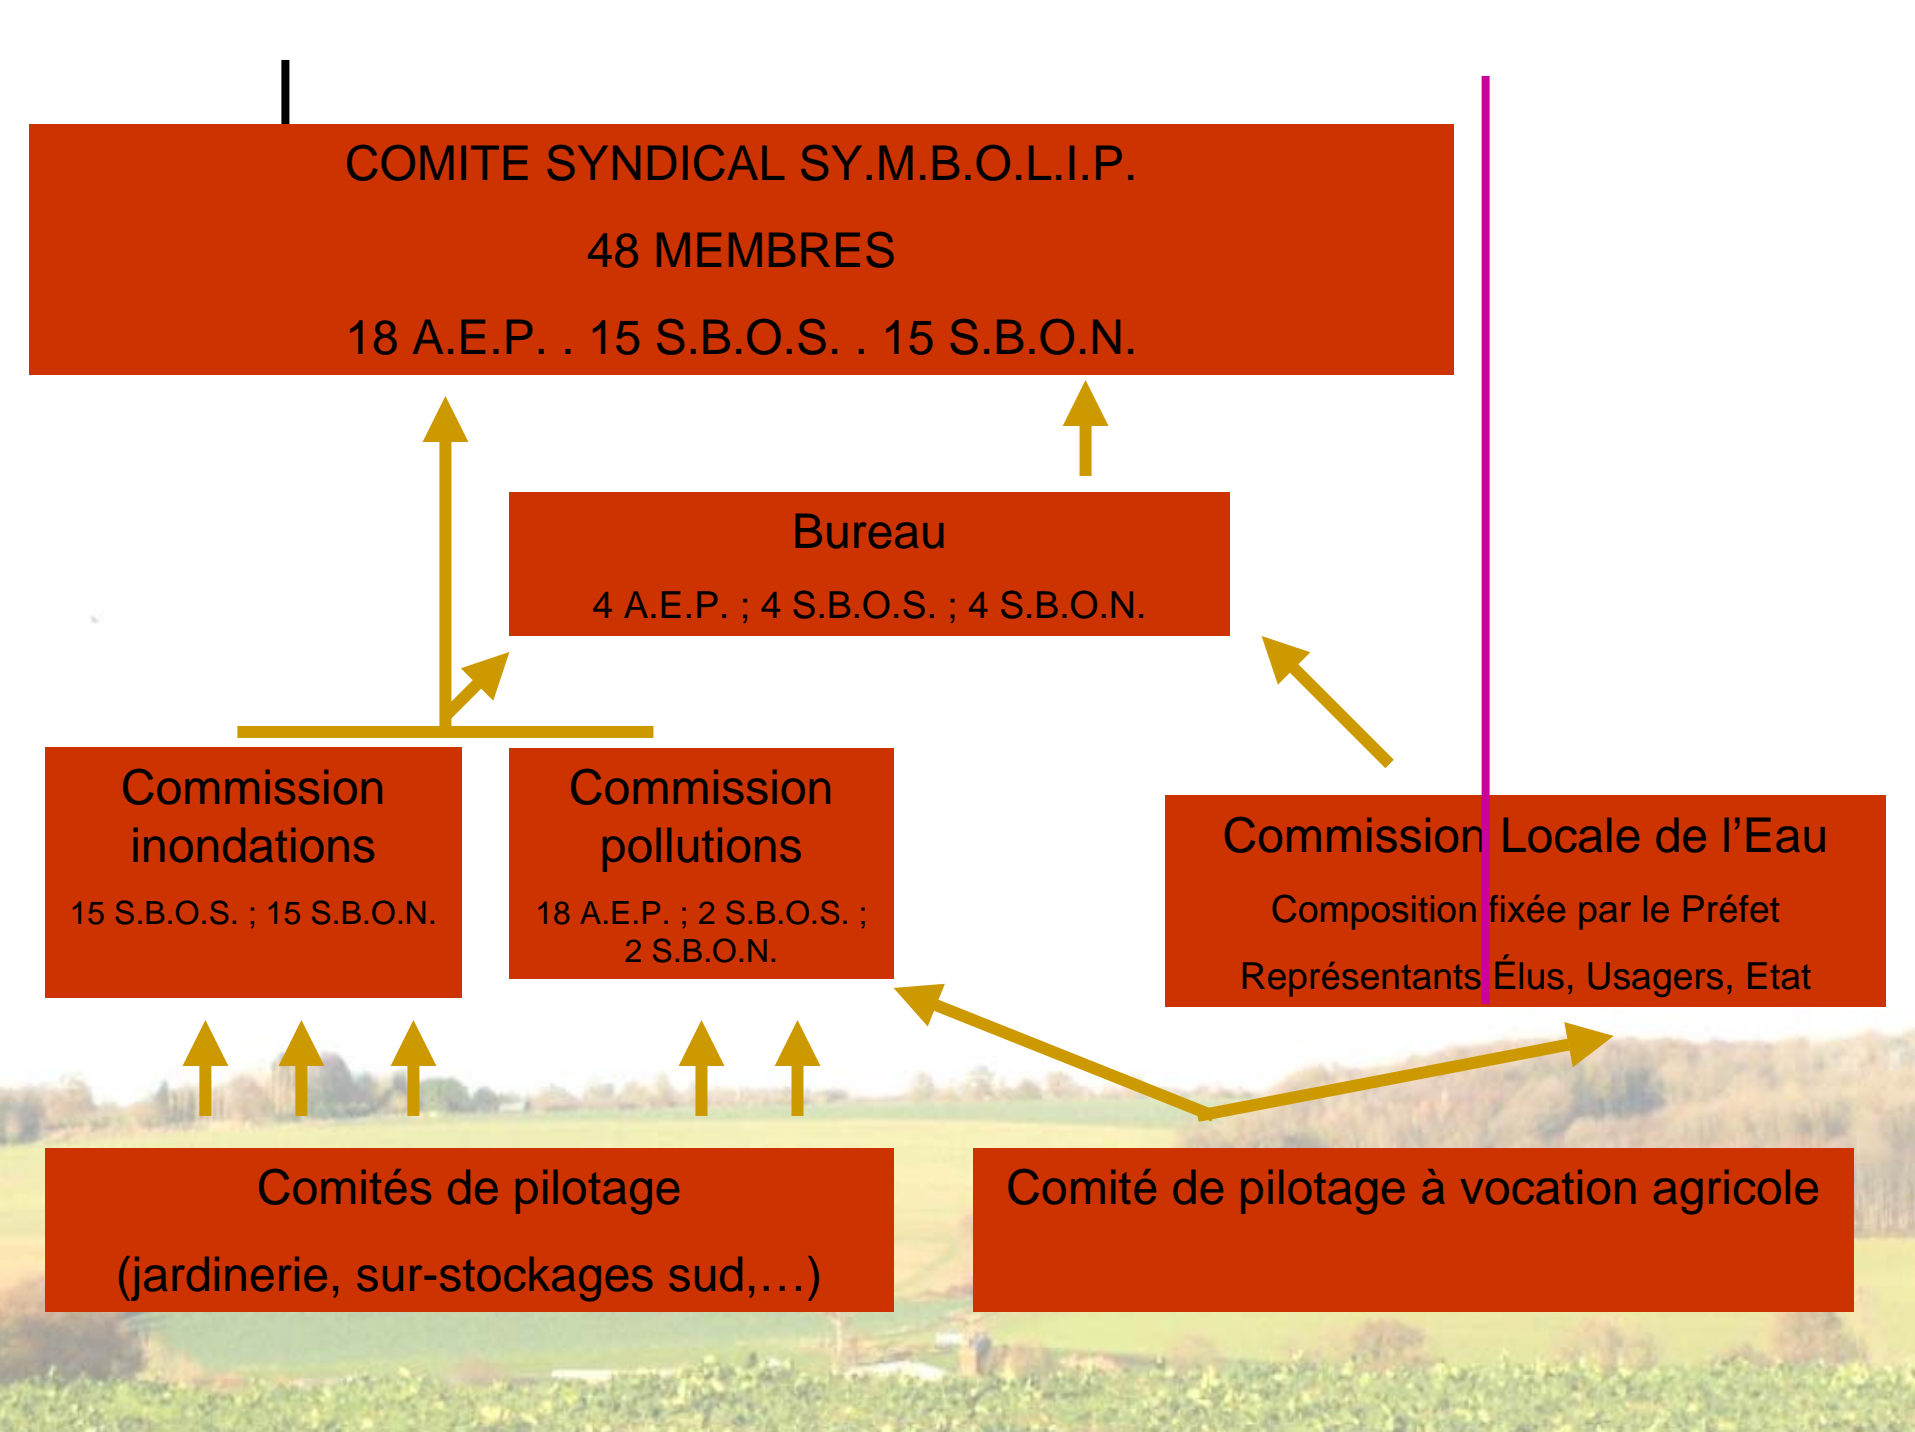 COMITE SYNDICAL SY.M.B.O.L.I.P.
48 MEMBRES
18 A.E.P. . 15 S.B.O.S. . 15 S.B.O.N.
Bureau
4 A.E.P. ; 4 S.B.O.S. ; 4 S.B.O.N.
Commission
inondations
15 S.B.O.S. ; 15 S.B.O.N.
Commission
pollutions
18 A.E.P. ; 2 S.B.O.S. ;
2 S.B.O.N.
Commission Locale de l’Eau
Composition fixée par le Préfet
Représentants Élus, Usagers, Etat
Comités de pilotage
(jardinerie, sur-stockages sud,…)
Comité de pilotage à vocation agricole